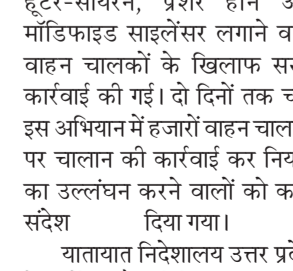 हूटर-सायरन, प्रेशर हॉर्न
मॉडिफाइड साइलेंसर लगाने
वाहन चालकों के खिलाफ
कार्रवाई की गई। दो दिनों तक
इस अभियान में हजारों वाहन
पर चालान की कार्रवाई कर
का उल्लंघन करने वालों को
संदेश दिया गया।
यातायात निदेशालय उत्तर